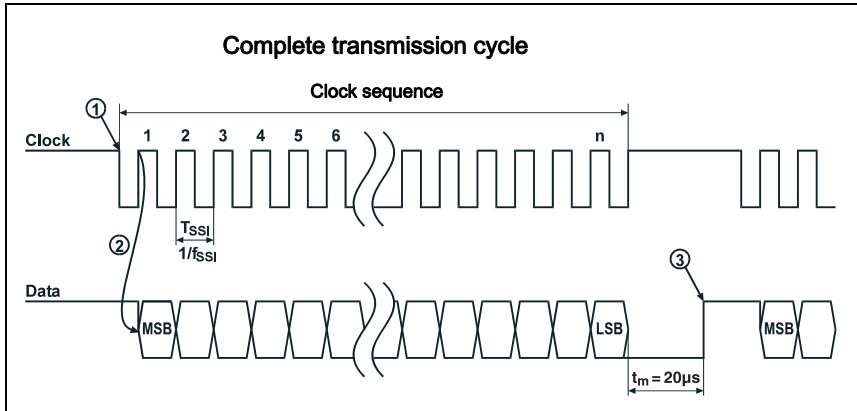 Complete transmission cycle
Clock sequence
1
Clock
1 2 3 4 5 6 n
TSSI
1/fSSI
2
3
Data
MSB LSB MSB
tm = 20µs